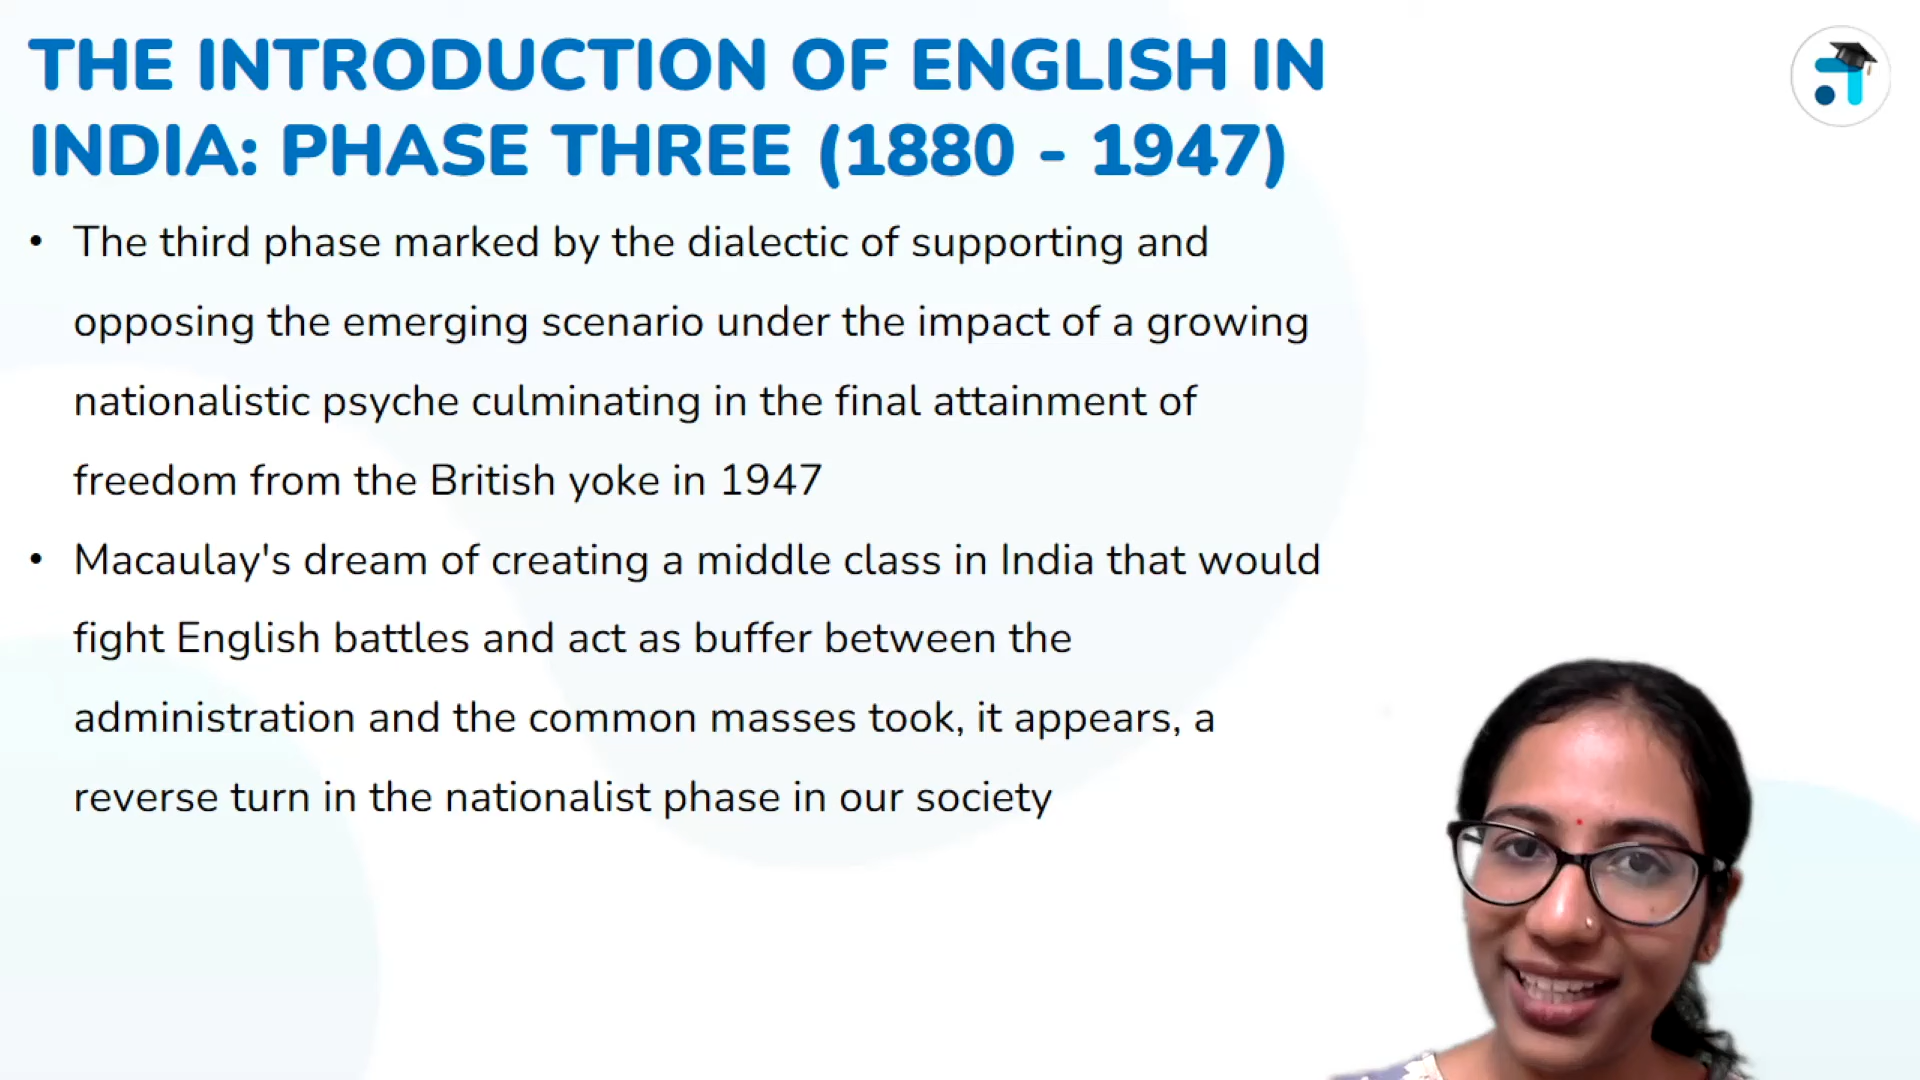 THE INTRODUCTION OF ENGLISH IN
INDIA: PHASE THREE (1880 - 1947)
• The third phase marked by the dialectic of supporting and
opposing the emerging scenario under the impact of a growing
nationalistic psyche culminating in the final attainment of
freedom from the British yoke in 1947
• Macaulay's dream of creating a middle class in India that would
fight English battles and act as buffer between the
administration and the common masses took, it appears, a
reverse turn in the nationalist phase in our society